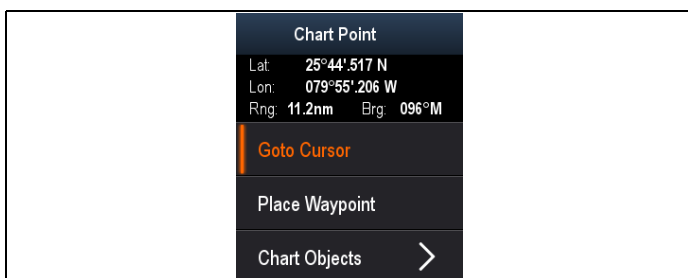 Chart Point
Lat: 25°44'.517 N
Lon: 079°55'.206 W
Rng: 11.2nm Brg: 096°M
Goto Cursor
Place Waypoint
Chart Objects